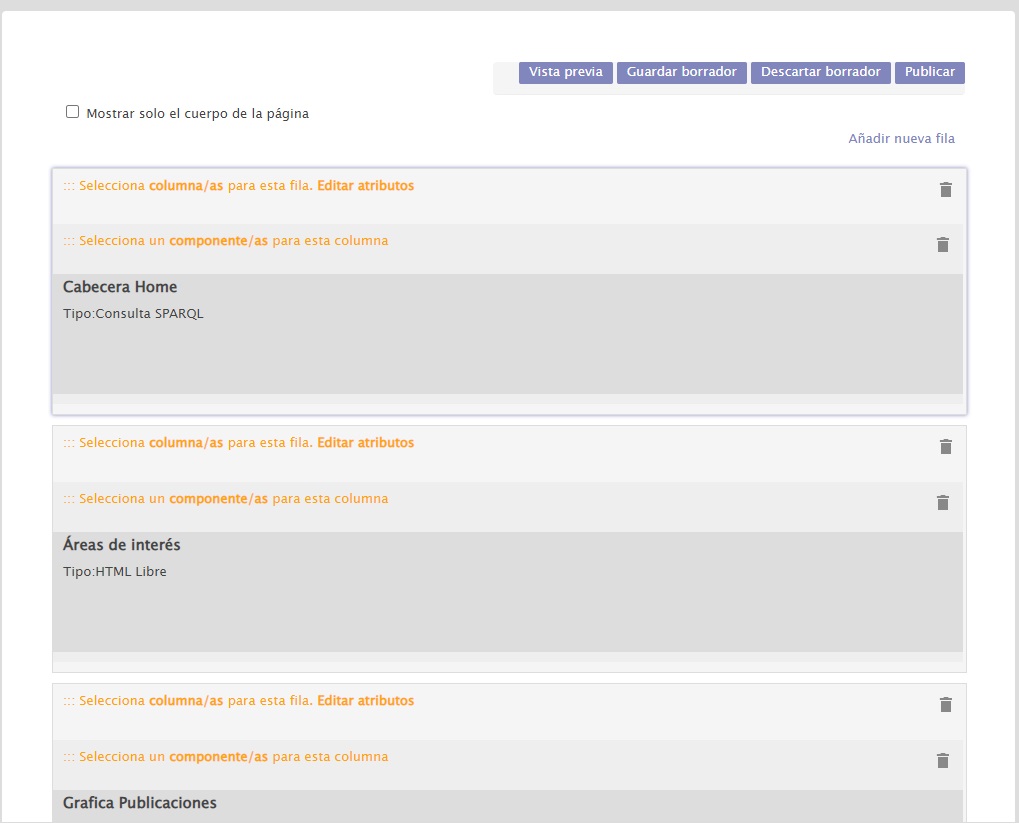 Vista previa Guardar borrador Descartar borrador Publicar
Mostrar solo el cuerpo de la página
Añadir nueva fila
::: Selecciona columna/as para esta fila. Editar atributos
::: Selecciona un componente/as para esta columna
Cabecera Home
Tipo:Consulta SPARQL
::: Selecciona columna/as para esta fila. Editar atributos
::: Selecciona un componente/as para esta columna
Áreas de interés
Tipo:HTML Libre
::: Selecciona columna/as para esta fila. Editar atributos
::: Selecciona un componente/as para esta columna
Grafica Publicaciones